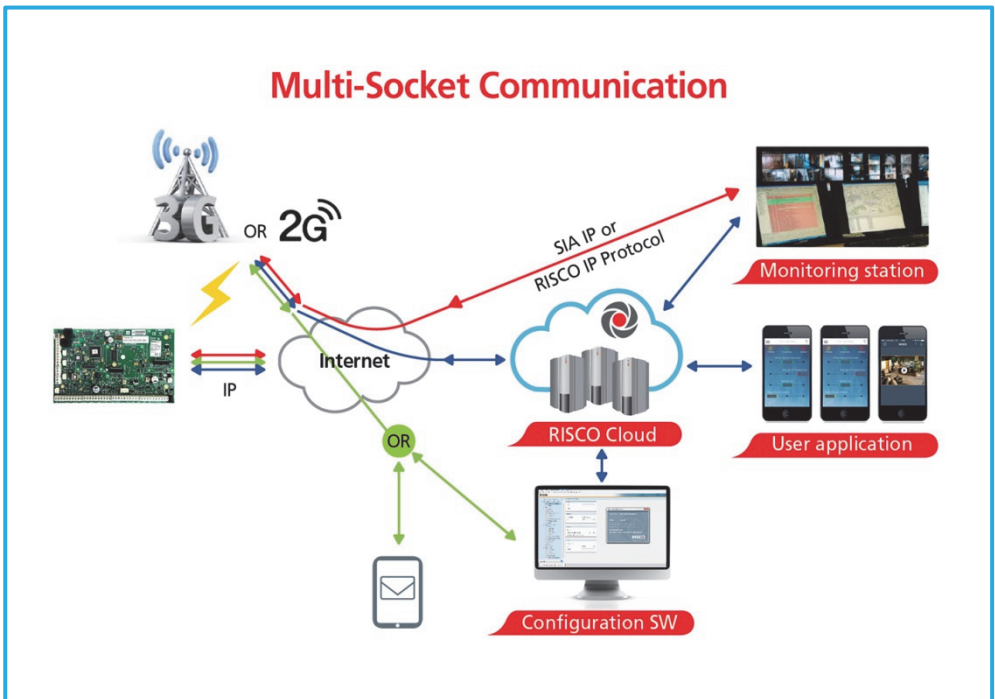 Multi-Socket Communication
3G
OR
2G
SIA IP or
RISCO IP Protocol
Monitoring station
Internet
IP
RISCO Cloud
User application
OR
Configuration SW